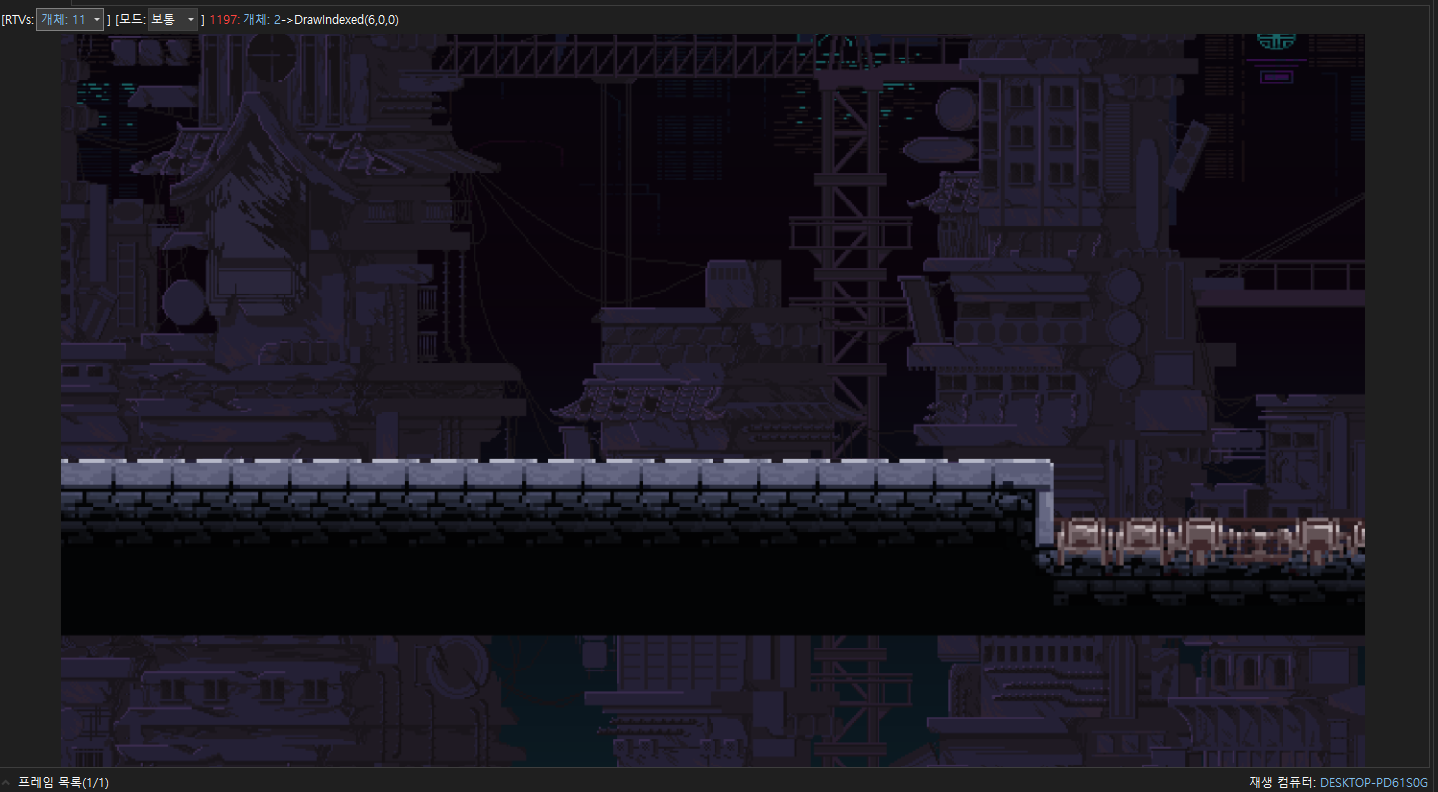 [RTVs: 개체: 11 ] [모드: 보통 ] 1197: 개체: 2->DrawIndexed(6,0,0)
프레임 목록(1/1) 재생 컴퓨터: DESKTOP-PD61S0G